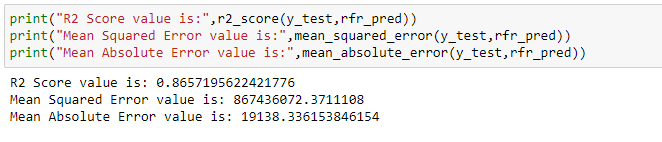 print("R2 Score value is:",r2_score(y_test,rfr_pred))
print("Mean Squared Error value is:",mean_squared_error(y_test,rfr_pred))
print("Mean Absolute Error value is:",mean_absolute_error(y_test,rfr_pred))
R2 Score value is: 0.8657195622421776
Mean Squared Error value is: 867436072.3711108
Mean Absolute Error value is: 19138.336153846154